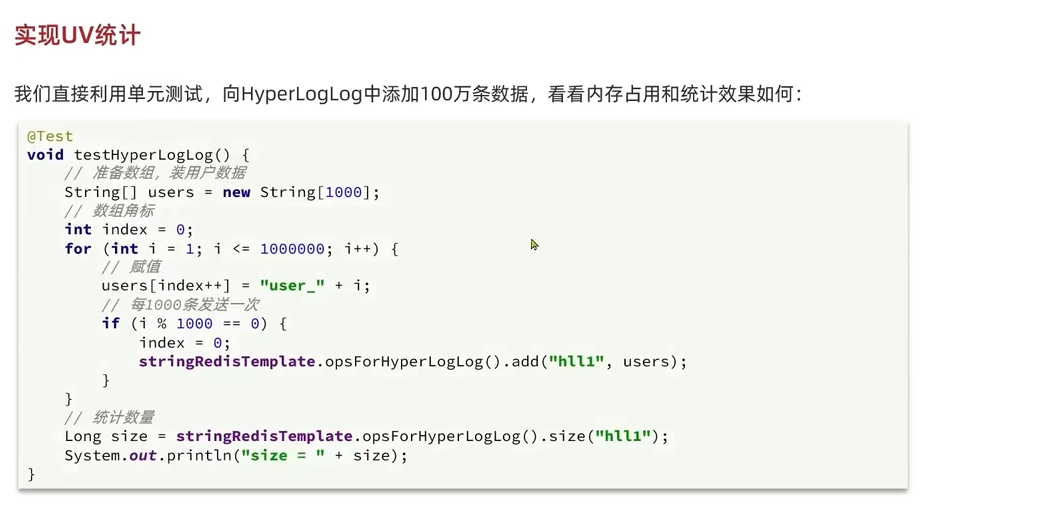 实现UV统计
我们直接利用单元测试，向HyperLogLog中添加100万条数据，看看内存占用和统计效果如何：
@Test
void testHyperLogLog() {
    // 准备数组，装用户数据
    String[] users = new String[1000];
    // 数组角标
    int index = 0;
    for (int i = 1; i <= 1000000; i++) {
        // 赋值
        users[index++] = "user_" + i;
        // 每1000条发送一次
        if (i % 1000 == 0) {
            index = 0;
            stringRedisTemplate.opsForHyperLogLog().add("hll1", users);
        }
    }
    // 统计数量
    Long size = stringRedisTemplate.opsForHyperLogLog().size("hll1");
    System.out.println("size = " + size);
}